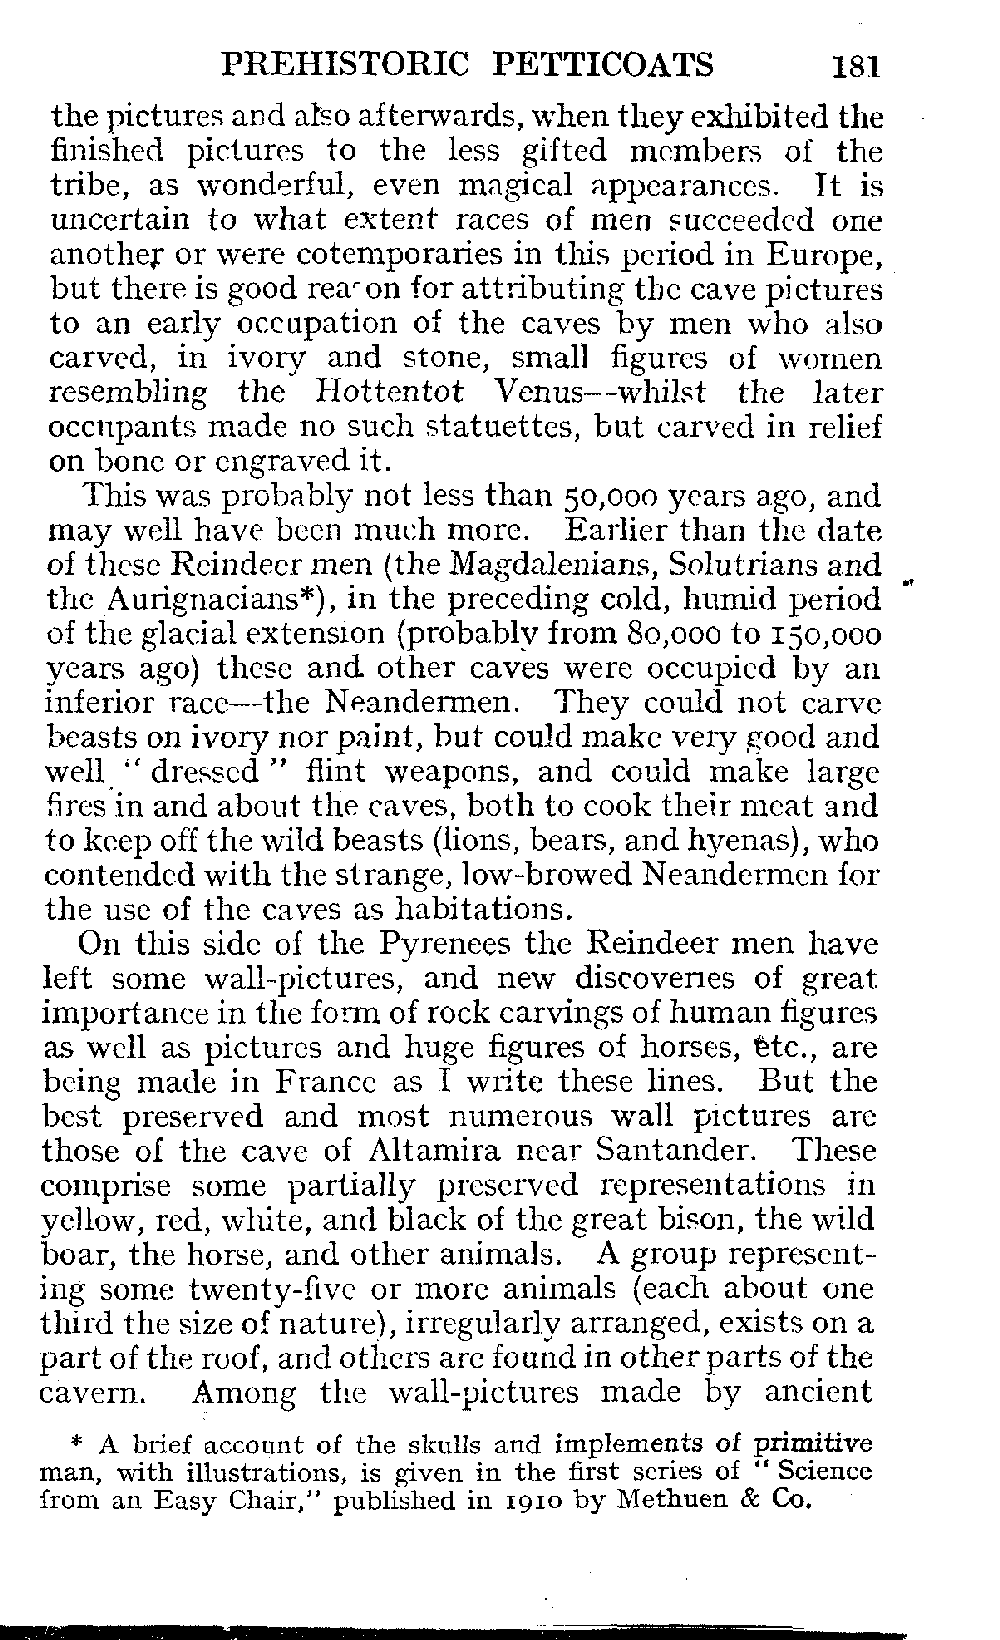 PREHISTORIC PETTICOATS 181
the pictures and also afterwards, when they exhibited the
finished pictures to the less gifted members of the
tribe, as wonderful, even magical appearances. It is
uncertain to what extent races of men succeeded one
another or were cotemporaries in this period in Europe,
but there is good reason for attributing the cave pictures
to an early occupation of the caves by men who also
carved, in ivory and stone, small figures of women
resembling the Hottentot Venus—whilst the later
occupants made no such statuettes, but carved in relief
on bone or engraved it.
This was probably not less than 50,000 years ago, and
may well have been much more. Earlier than the date
of these Reindeer men (the Magdalenians, Solutrians and
the Aurignacians*), in the preceding cold, humid period
of the glacial extension (probably from 80,000 to 150,000
years ago) these and other caves were occupied by an
inferior race—the Neandermen. They could not carve
beasts on ivory nor paint, but could make very good and
well "dressed" flint weapons, and could make large
fires in and about the caves, both to cook their meat and
to keep off the wild beasts (lions, bears, and hyenas), who
contended with the strange, low-browed Neandermen for
the use of the caves as habitations.
On this side of the Pyrenees the Reindeer men have
left some wall-pictures, and new discoveries of great
importance in the form of rock carvings of human figures
as well as pictures and huge figures of horses, etc., are
being made in France as I write these lines. But the
best preserved and most numerous wall pictures are
those of the cave of Altamira near Santander. These
comprise some partially preserved representations in
yellow, red, white, and black of the great bison, the wild
boar, the horse, and other animals. A group represent-
ing some twenty-five or more animals (each about one
third the size of nature), irregularly arranged, exists on a
part of the roof, and others are found in other parts of the
cavern. Among the wall-pictures made by ancient
* A brief account of the skulls and implements of primitive
man, with illustrations, is given in the first series of "Science
from an Easy Chair," published in 1910 by Methuen & Co.